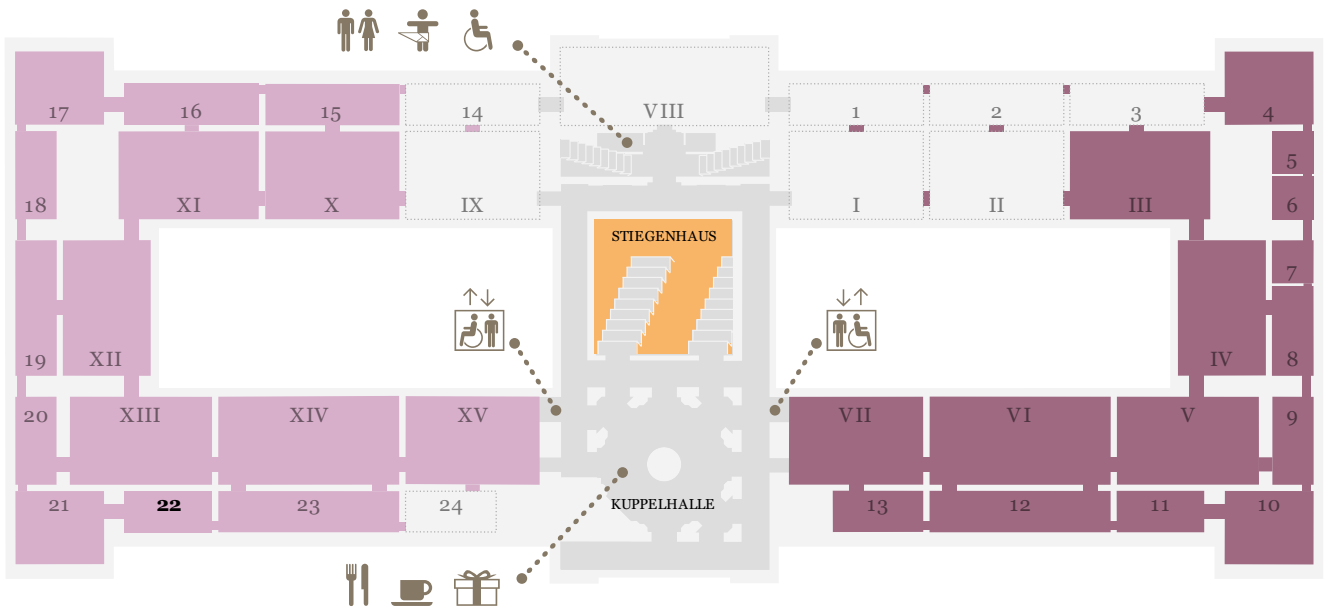 17 16 15 14 VIII 1 2 3 4
5
18 XI X IX I II III 6
STIEGENHAUS
7
19 XII IV 8
20 XIII XIV XV VII VI V 9
21 22 23 24 KUPPELHALLE 13 12 11 10